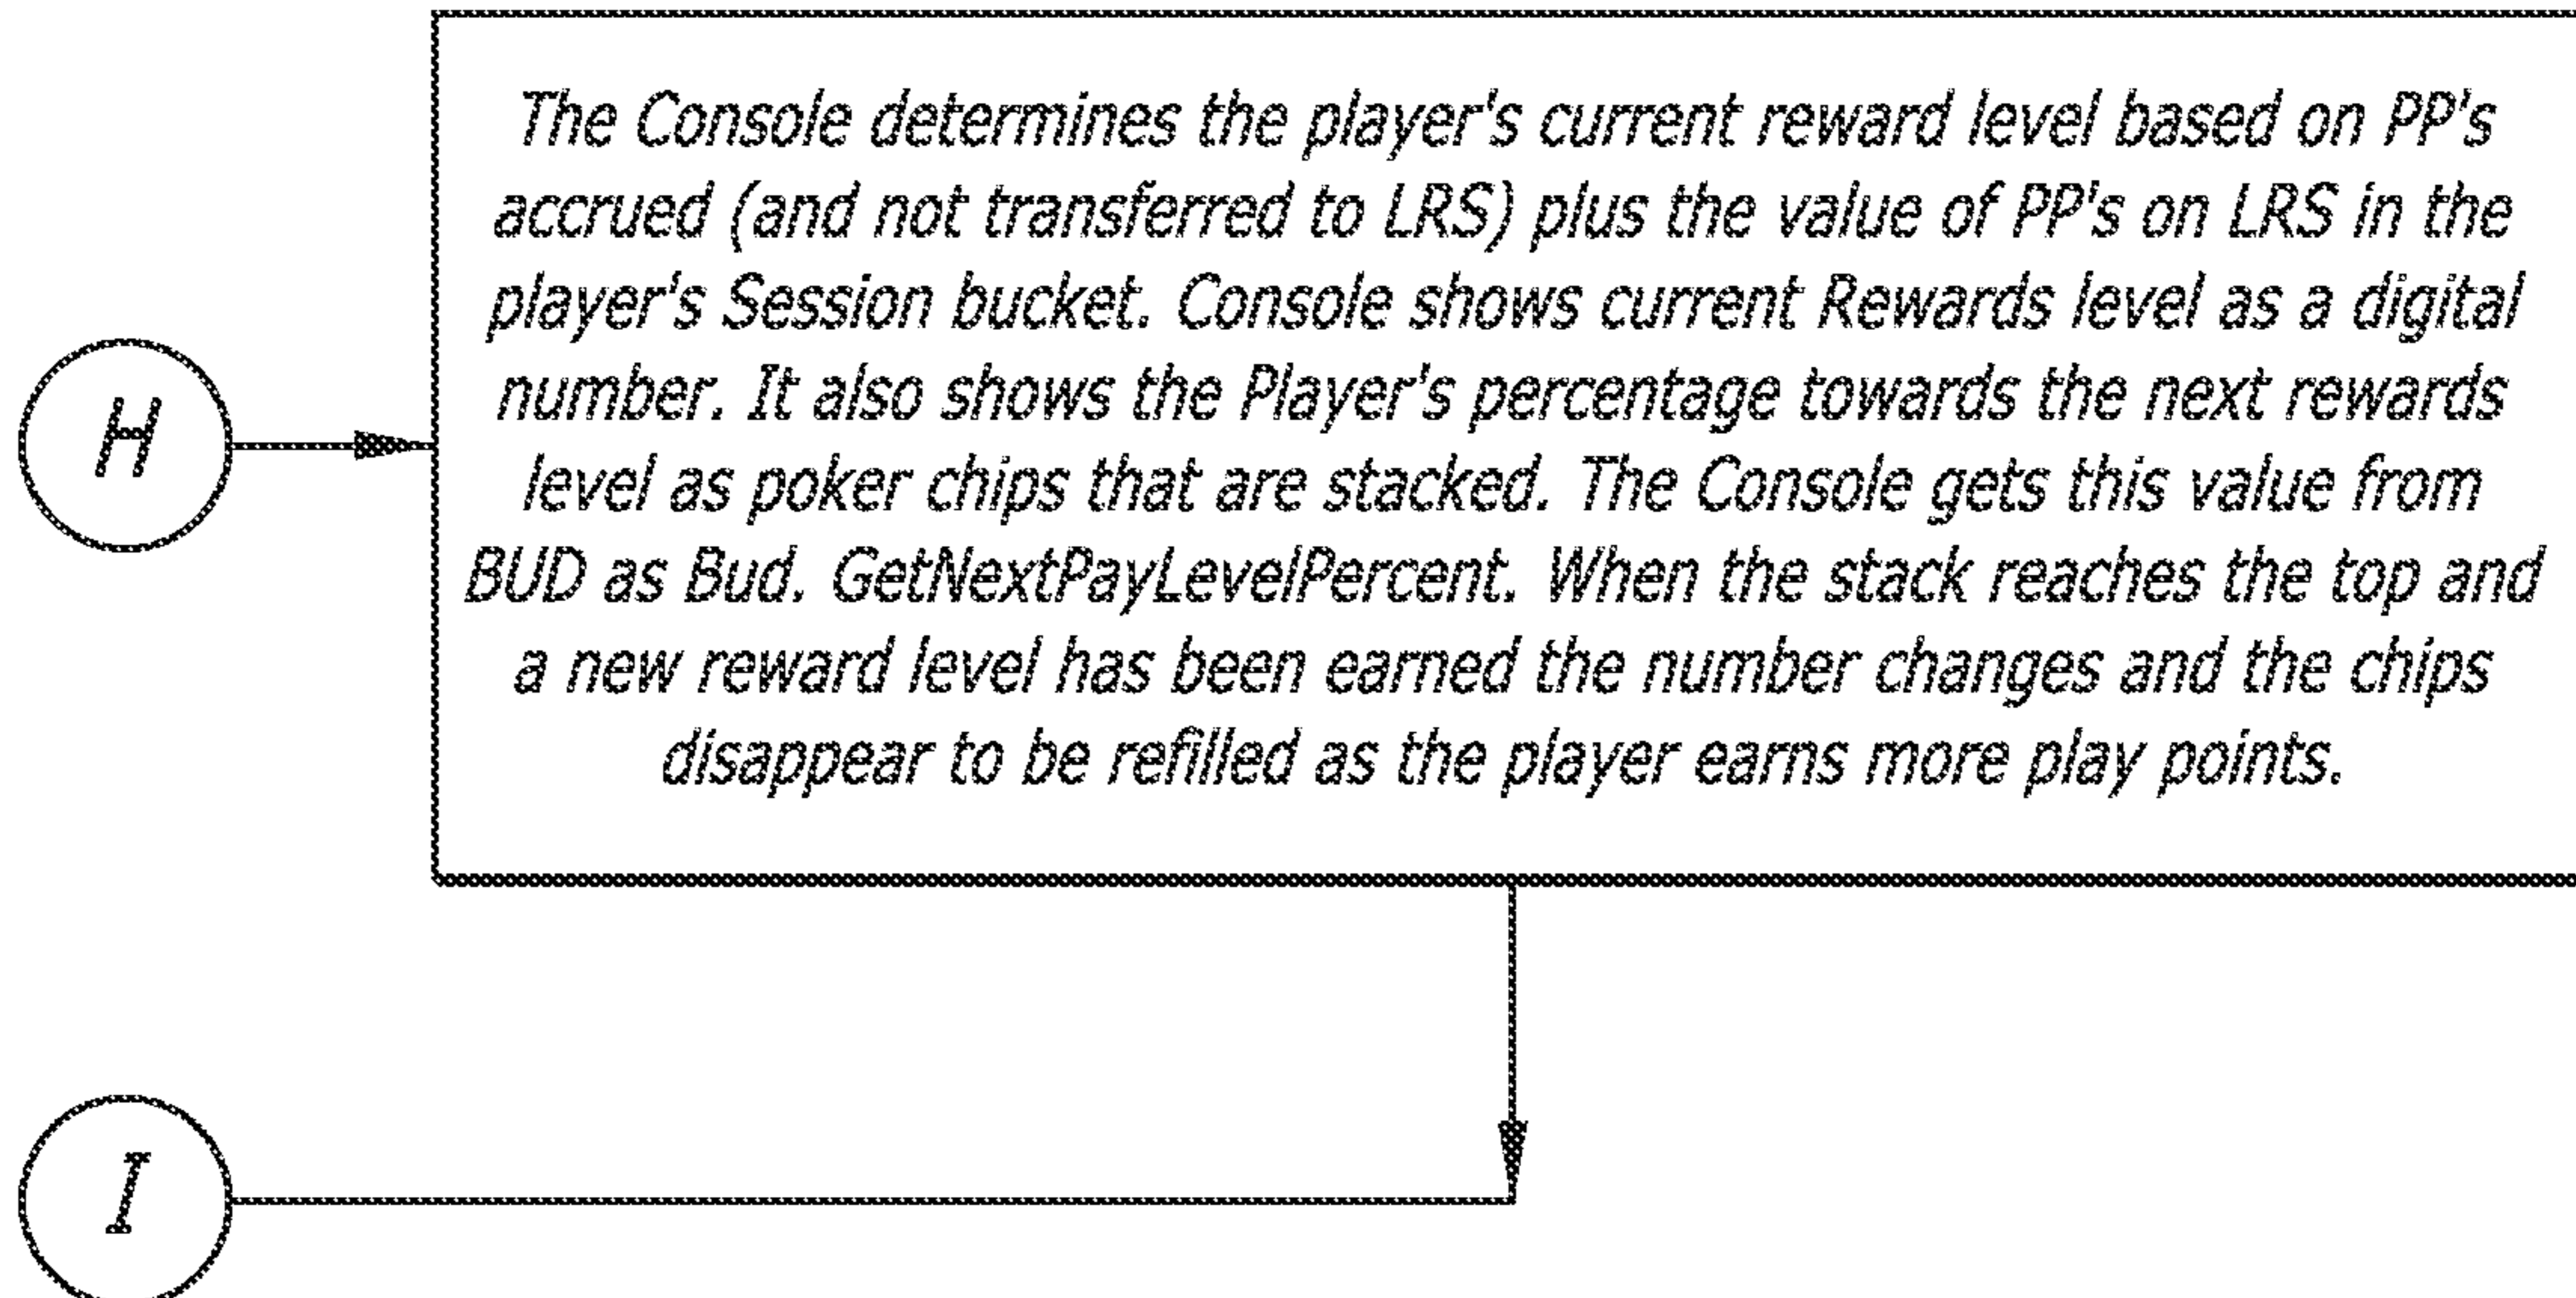 The Console determines the player's current reward level based on PP's
accrued (and not transferred to LRS) plus the value of PP's on LRS in the
player's Session bucket. Console shows current Rewards level as a digital
number. It also shows the Player's percentage towards the next rewards
level as poker chips that are stacked. The Console gets this value from
BUD as Bud. GetNextPayLevelPercent. When the stack reaches the top and
a new reward level has been earned the number changes and the chips
disappear to be refilled as the player earns more play points.
H
I